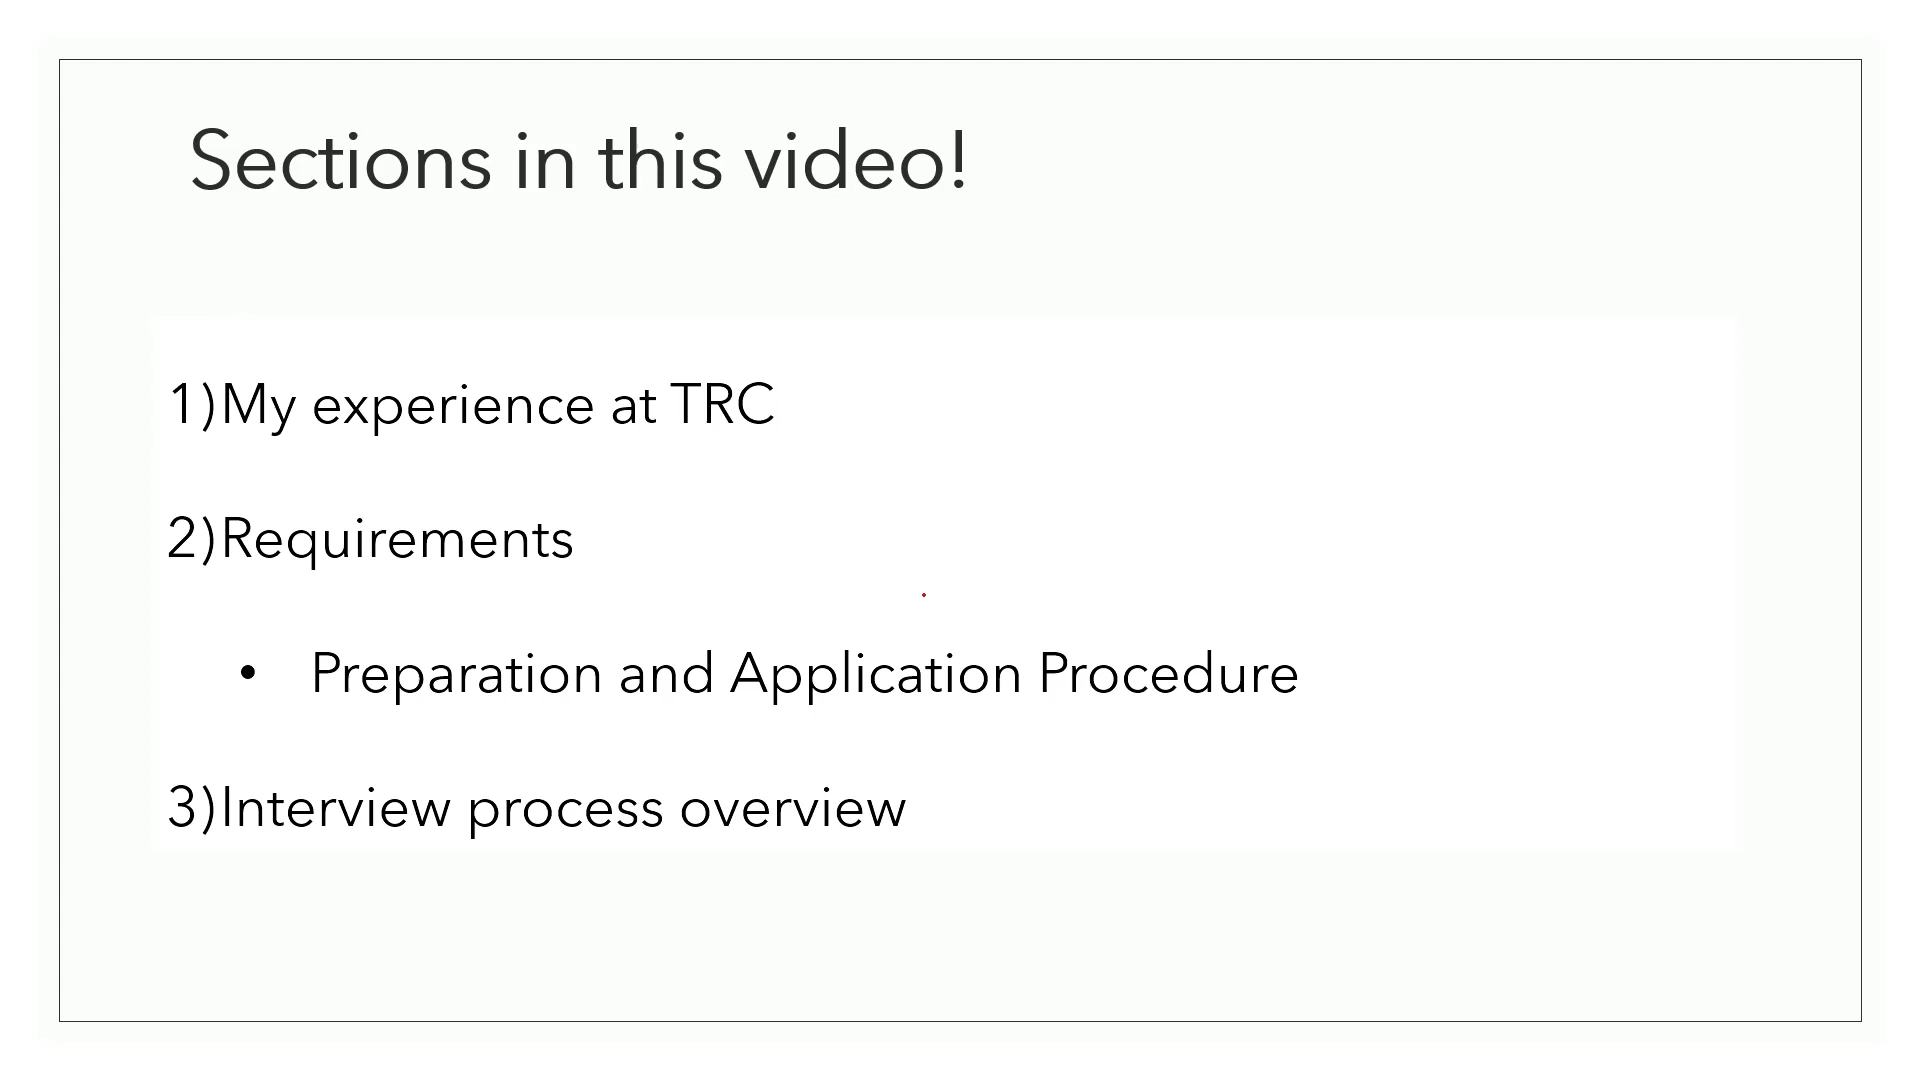 Sections in this video!
1)My experience at TRC
2)Requirements
• Preparation and Application Procedure
3)Interview process overview